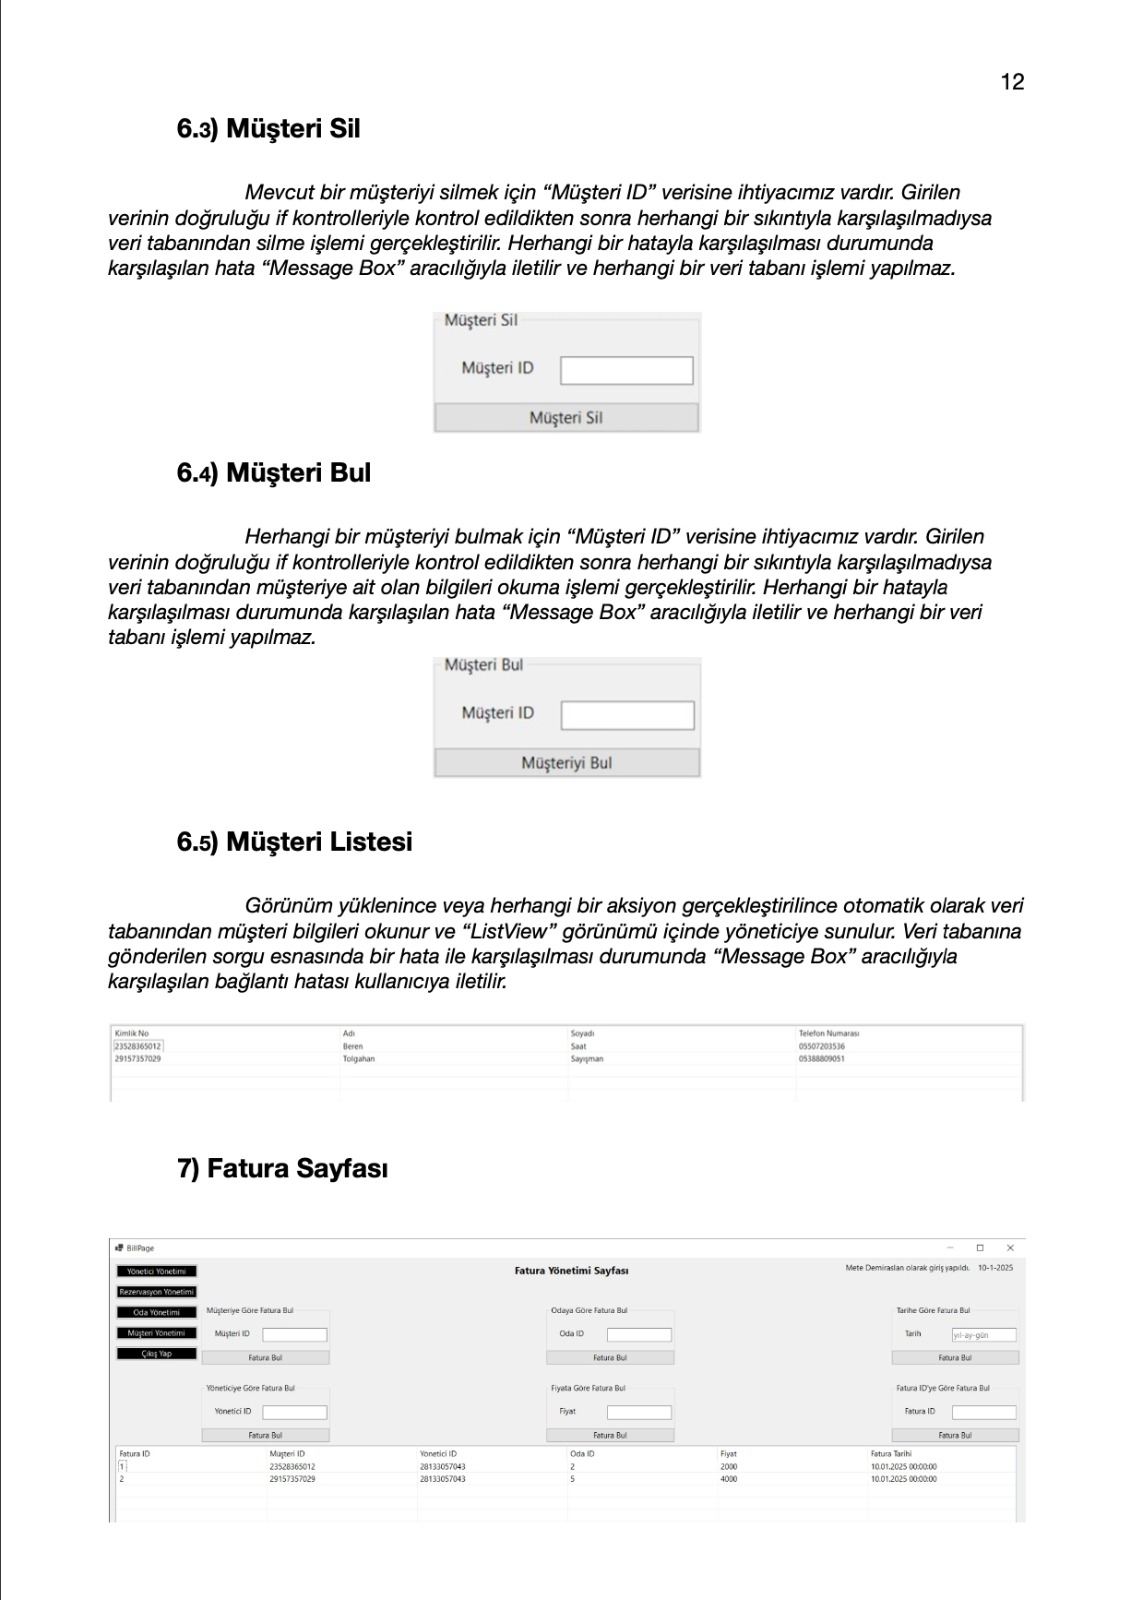 12
6.3) Müşteri Sil
Mevcut bir müşteriyi silmek için “Müşteri ID” verisine ihtiyacımız vardır. Girilen
verinin doğruluğu if kontrolleriyle kontrol edildikten sonra herhangi bir sıkıntıyla karşılaşılmadıysa
veri tabanından silme işlemi gerçekleştirilir. Herhangi bir hatayla karşılaşılması durumunda
karşılaşılan hata “Message Box” aracılığıyla iletilir ve herhangi bir veri tabanı işlemi yapılmaz.
Müşteri Sil
Müşteri ID
Müşteri Sil
6.4) Müşteri Bul
Herhangi bir müşteriyi bulmak için “Müşteri ID” verisine ihtiyacımız vardır. Girilen
verinin doğruluğu if kontrolleriyle kontrol edildikten sonra herhangi bir sıkıntıyla karşılaşılmadıysa
veri tabanından müşteriye ait olan bilgileri okuma işlemi gerçekleştirilir. Herhangi bir hatayla
karşılaşılması durumunda karşılaşılan hata “Message Box” aracılığıyla iletilir ve herhangi bir veri
tabanı işlemi yapılmaz.
Müşteri Bul
Müşteri ID
Müşteriyi Bul
6.5) Müşteri Listesi
Görünüm yüklenince veya herhangi bir aksiyon gerçekleştirilince otomatik olarak veri
tabanından müşteri bilgileri okunur ve “ListView” görünümü içinde yöneticiye sunulur. Veri tabanına
gönderilen sorgu esnasında bir hata ile karşılaşılması durumunda “Message Box” aracılığıyla
karşılaşılan bağlantı hatası kullanıcıya iletilir.
Kimlik No Adı Soyadı Telefon Numarası
23528365012 Beren Saat 05507203536
29157357029 Tolgahan Sayışman 05388809051
7) Fatura Sayfası
BillPage
Yönetici Yönetimi Fatura Yönetimi Sayfası Mete Demiraslan olarak giriş yapıldı. 10-1-2025
Rezervasyon Yönetimi
Oda Yönetimi Müşteriye Göre Fatura Bul Odaya Göre Fatura Bul Tarihe Göre Fatura Bul
Müşteri Yönetimi Müşteri ID Oda ID Tarih yıl-ay-gün
Çıkış Yap Fatura Bul Fatura Bul Fatura Bul
Yöneticiye Göre Fatura Bul Fiyata Göre Fatura Bul Fatura ID'ye Göre Fatura Bul
Yönetici ID Fiyat Fatura ID
Fatura Bul Fatura Bul Fatura Bul
Fatura ID Müşteri ID Yönetici ID Oda ID Fiyat Fatura Tarihi
1 23528365012 28133057043 2 2000 10.01.2025 00:00:00
2 29157357029 28133057043 5 4000 10.01.2025 00:00:00